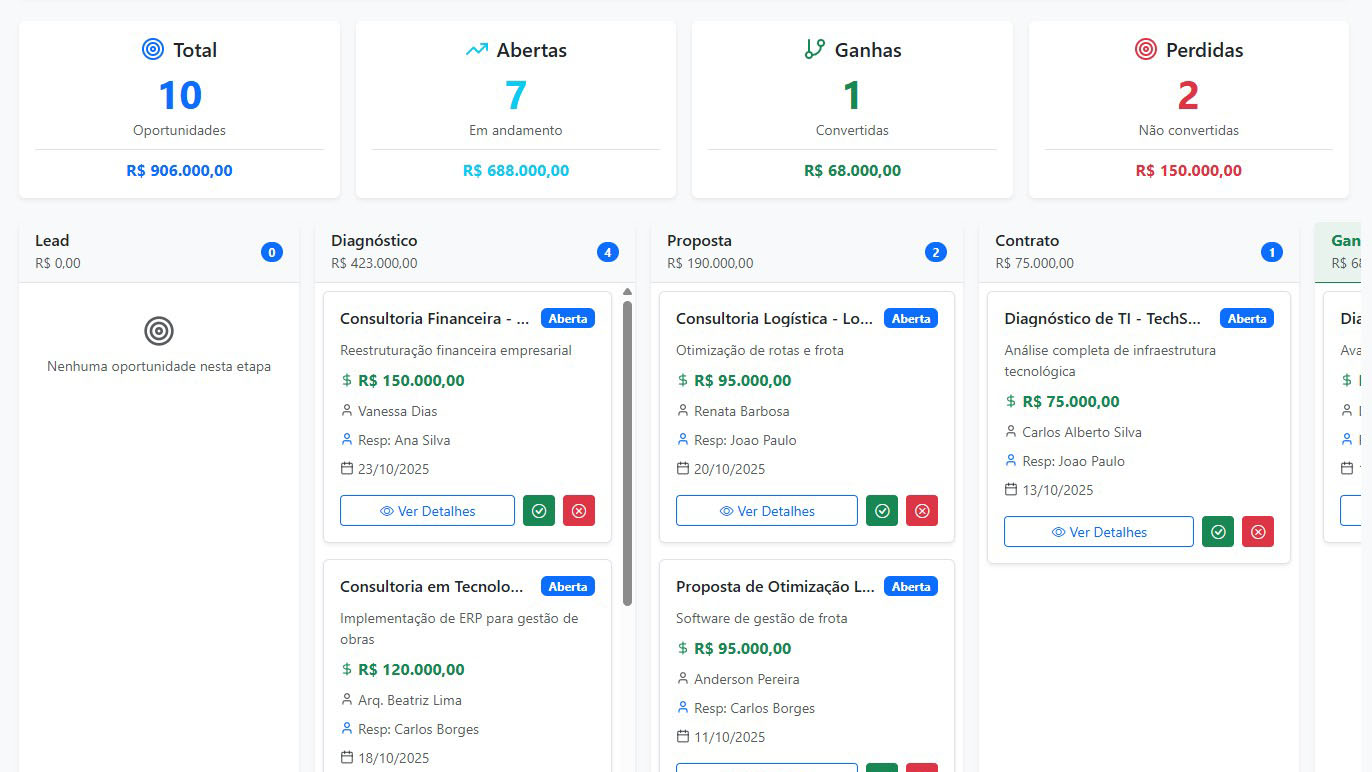 Total
10
Oportunidades
R$ 906.000,00
Abertas
7
Em andamento
R$ 688.000,00
Ganhas
1
Convertidas
R$ 68.000,00
Perdidas
2
Não convertidas
R$ 150.000,00
Lead
R$ 0,00
0
Nenhuma oportunidade nesta etapa
Diagnóstico
R$ 423.000,00
4
Consultoria Financeira - ...
Aberta
Reestruturação financeira empresarial
$ R$ 150.000,00
Vanessa Dias
Resp: Ana Silva
23/10/2025
Ver Detalhes
Consultoria em Tecnolo...
Aberta
Implementação de ERP para gestão de
obras
$ R$ 120.000,00
Arq. Beatriz Lima
Resp: Carlos Borges
18/10/2025
Proposta
R$ 190.000,00
2
Consultoria Logística - Lo...
Aberta
Otimização de rotas e frota
$ R$ 95.000,00
Renata Barbosa
Resp: Joao Paulo
20/10/2025
Ver Detalhes
Proposta de Otimização L...
Aberta
Software de gestão de frota
$ R$ 95.000,00
Anderson Pereira
Resp: Carlos Borges
11/10/2025
Contrato
R$ 75.000,00
1
Diagnóstico de TI - TechS...
Aberta
Análise completa de infraestrutura
tecnológica
$ R$ 75.000,00
Carlos Alberto Silva
Resp: Joao Paulo
13/10/2025
Ver Detalhes
Gan
R$ 68
Dia
Ava
$